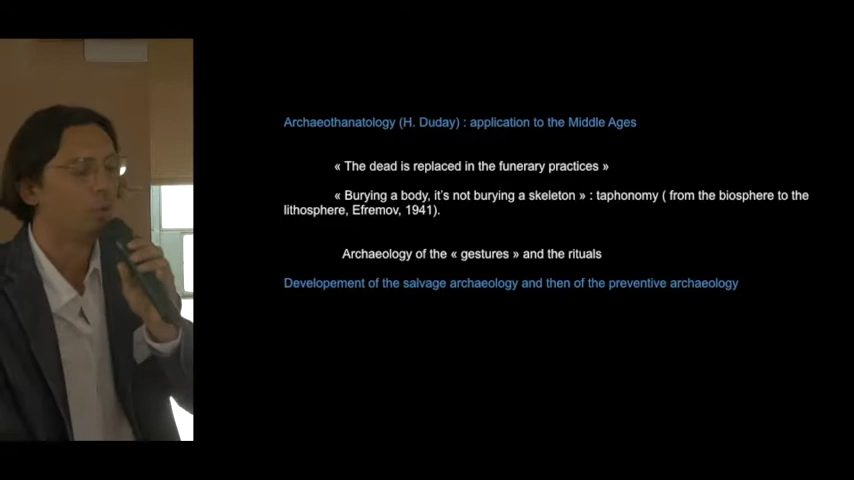 Archaeothanatology (H. Duday) : application to the Middle Ages
« The dead is replaced in the funerary practices »
« Burying a body, it's not burying a skeleton » : taphonomy ( from the biosphere to the
lithosphere, Efremov, 1941).
Archaeology of the « gestures » and the rituals
Developement of the salvage archaeology and then of the preventive archaeology